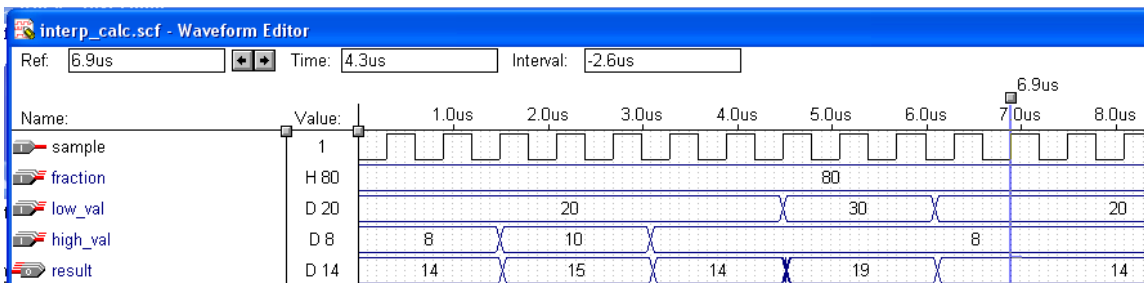 interp_calc.scf - Waveform Editor
Ref: 6.9us Time: 4.3us Interval: -2.6us
6.9us
Name: Value: 1.0us 2.0us 3.0us 4.0us 5.0us 6.0us 7.0us 8.0us
sample 1
fraction H 80 80
low_val D 20 20 30 20
high_val D 8 8 10 8
result D 14 14 15 14 19 14